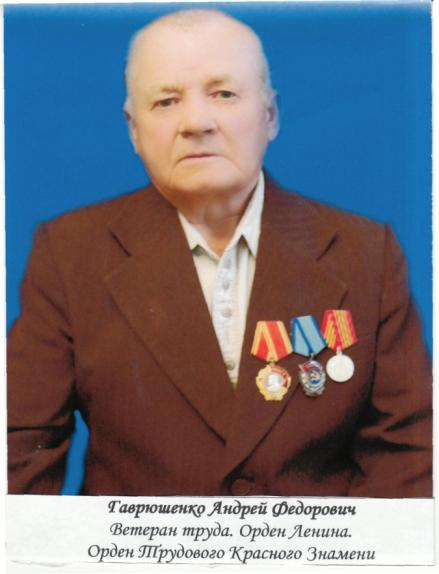 Гаврюшенко Андрей Федорович
Ветеран труда. Орден Ленина.
Орден Трудового Красного Знамени